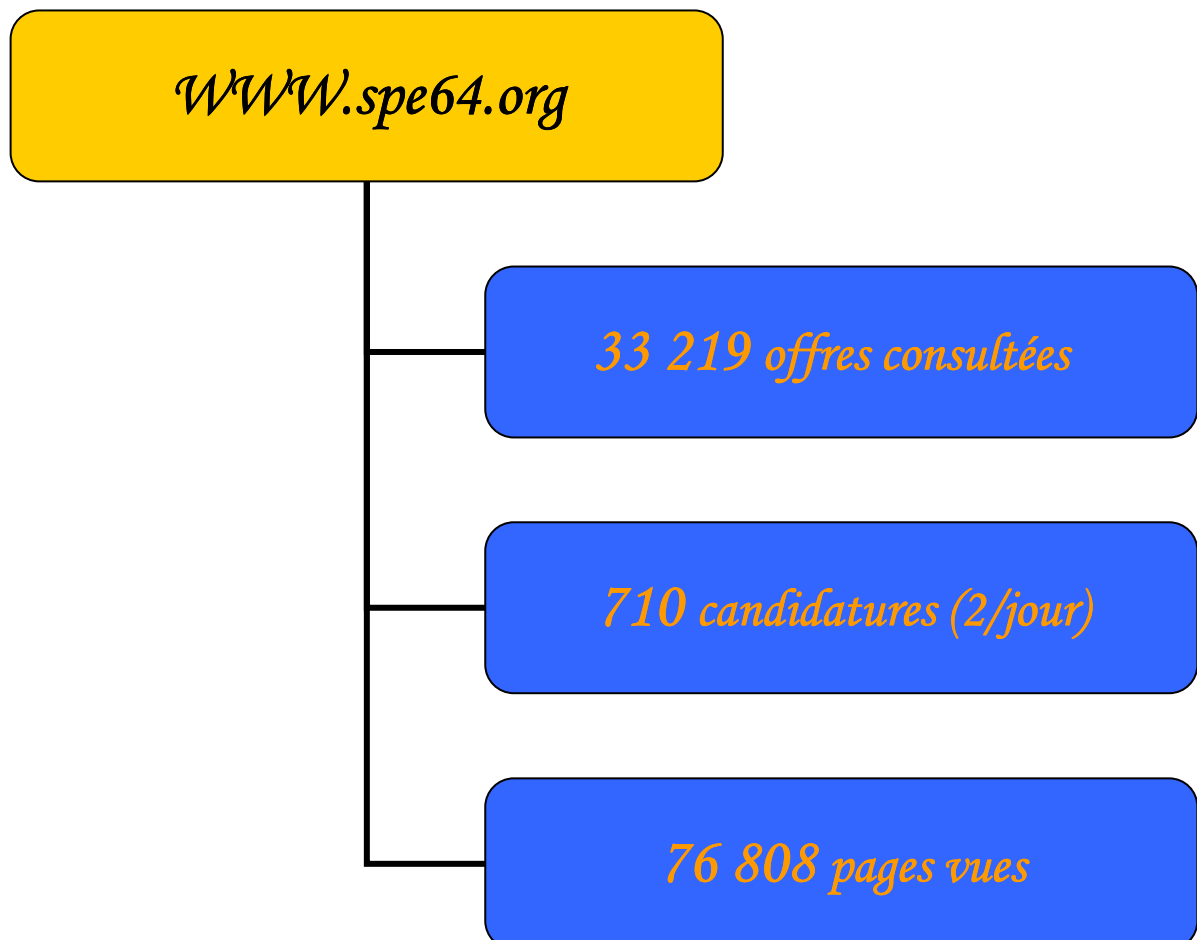 WWW.spe64.org
33 219 offres consultées
710 candidatures (2/jour)
76 808 pages vues